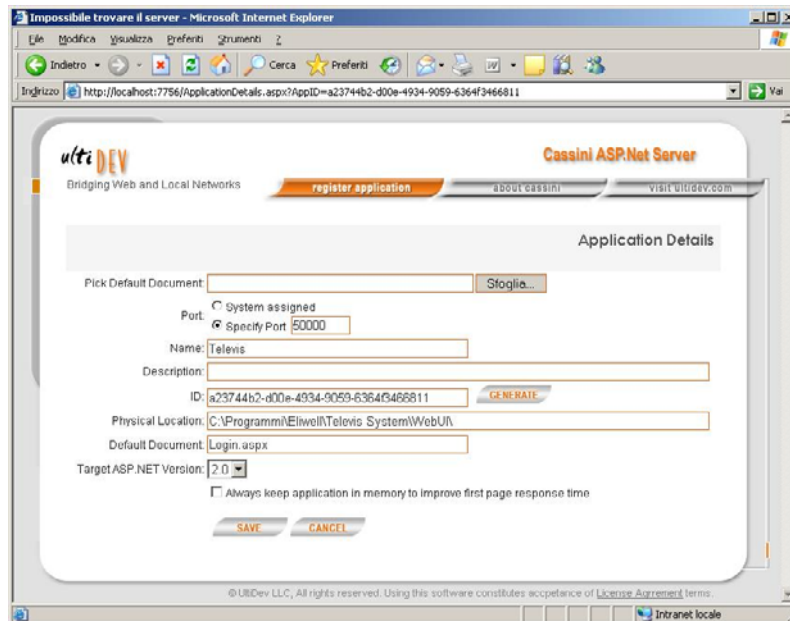 Impossibile trovare il server - Microsoft Internet Explorer
File Modifica Visualizza Preferiti Strumenti ?
Indietro Cerca Preferiti
Indirizzo http://localhost:7756/ApplicationDetails.aspx?AppID=a23744b2-d00e-4934-9059-6364f3466811 Vai
ulti DEV
Cassini ASP.Net Server
Bridging Web and Local Networks
register application about cassini visit ultidev.com
Application Details
Pick Default Document: Sfoglia...
Port: System assigned
Specify Port 50000
Name: Televis
Description:
ID: a23744b2-d00e-4934-9059-6364f3466811 GENERATE
Physical Location: C:\Programmi\Eliwell\Televis System\WebUI\
Default Document: Login.aspx
Target ASP.NET Version: 2.0
Always keep application in memory to improve first page response time
SAVE CANCEL
© UltiDev LLC, All rights reserved. Using this software constitutes accpetance of License Agrrement terms.
Intranet locale